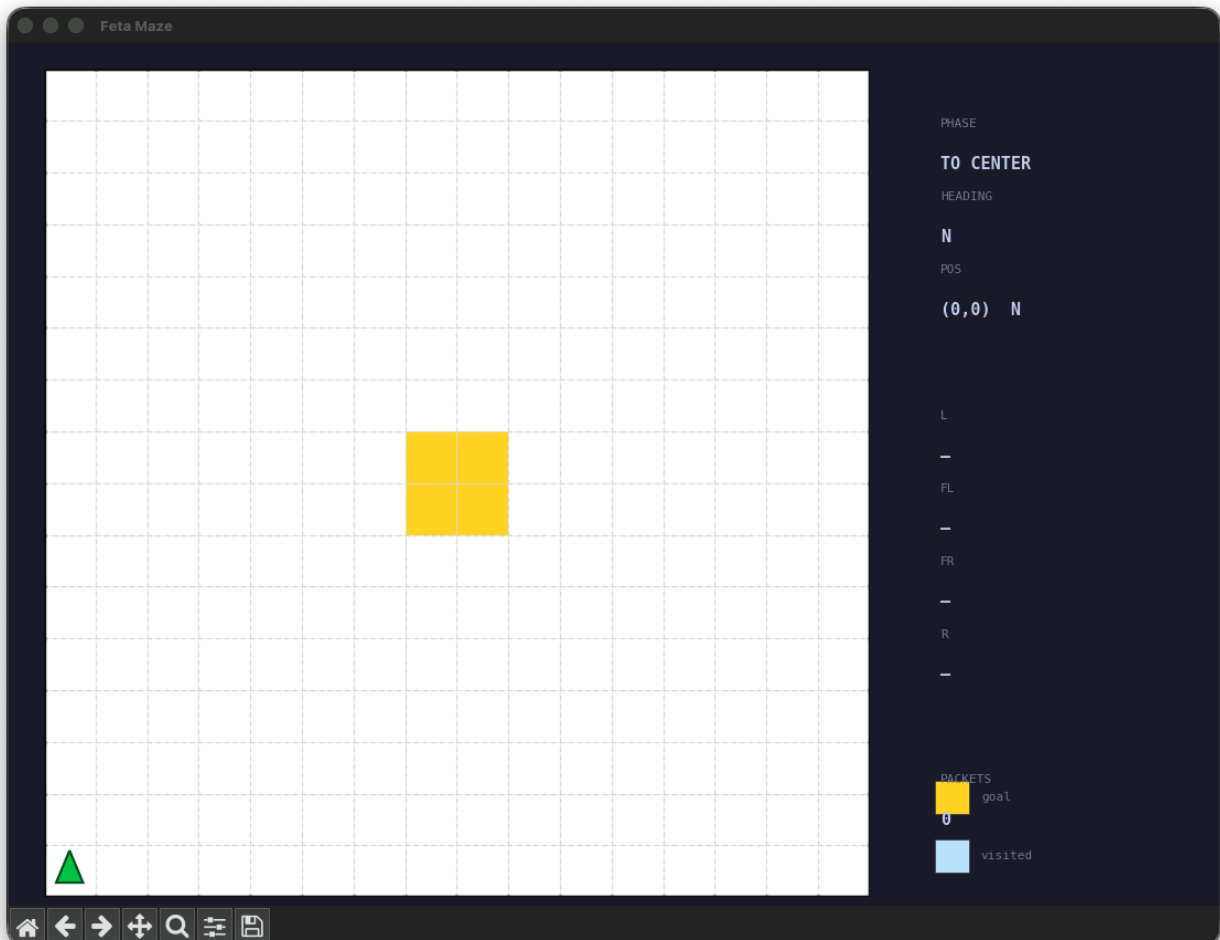 Feta Maze
PHASE
TO CENTER
HEADING
N
POS
(0,0) N
L
—
FL
—
FR
—
R
—
PACKETS
goal
0
visited